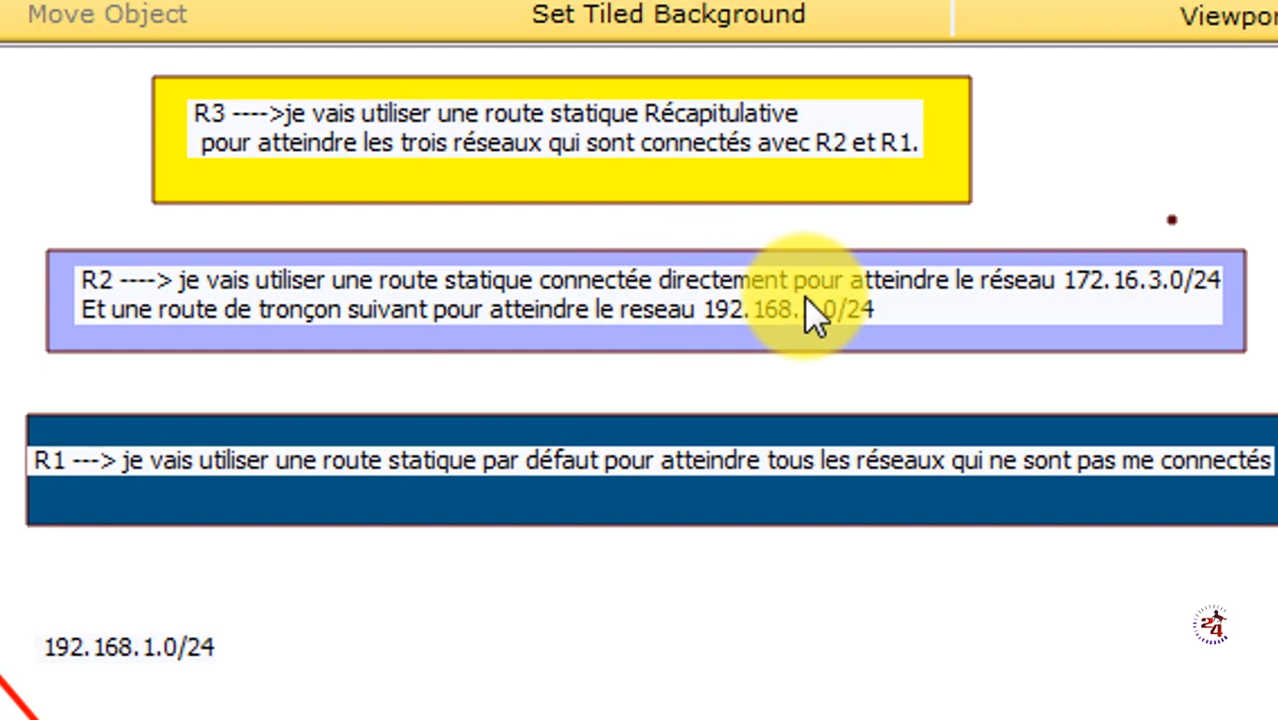 Move Object
Set Tiled Background
R3 ---->je vais utiliser une route statique Récapitulative
pour atteindre les trois réseaux qui sont connectés avec R2 et R1.
R2 ----> je vais utiliser une route statique connectée directement pour atteindre le réseau 172.16.3.0/24
Et une route de tronçon suivant pour atteindre le reseau
R1 ---> je vais utiliser une route statique par défaut pour atteindre tous les réseaux qui ne sont pas me connectés
192.168.1.0/24
24